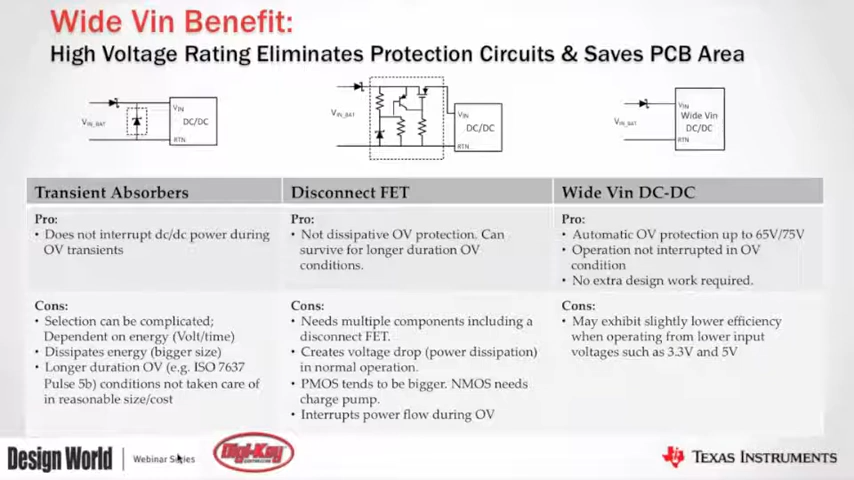 Wide Vin Benefit:
High Voltage Rating Eliminates Protection Circuits & Saves PCB Area
VIN_BAT
VIN
DC/DC
RTN
VIN_BAT
VIN
DC/DC
RTN
VIN_BAT
VIN
Wide Vin
DC/DC
RTN
Transient Absorbers
Pro:
• Does not interrupt dc/dc power during
OV transients
Cons:
• Selection can be complicated;
Dependent on energy (Volt/time)
• Dissipates energy (bigger size)
• Longer duration OV (e.g. ISO 7637
Pulse 5b) conditions not taken care of
in reasonable size/cost
Disconnect FET
Pro:
• Not dissipative OV protection. Can
survive for longer duration OV
conditions.
Cons:
• Needs multiple components including a
disconnect FET.
• Creates voltage drop (power dissipation)
in normal operation.
• PMOS tends to be bigger. NMOS needs
charge pump.
• Interrupts power flow during OV
Wide Vin DC-DC
Pro:
• Automatic OV protection up to 65V/75V
• Operation not interrupted in OV
condition
• No extra design work required.
Cons:
• May exhibit slightly lower efficiency
when operating from lower input
voltages such as 3.3V and 5V
Design World
Webinar Series
Digi-Key
TEXAS INSTRUMENTS